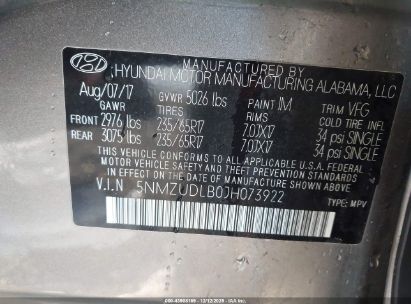 MANUFACTURED BY
HYUNDAI MOTOR MANUFACTURING ALABAMA, LLC
Aug/07/17 GVWR 5026 lbs PAINT IM TRIM VFG
GAWR TIRES RIMS
FRONT 2976 lbs 235/65R17 7.0JX17 34 psi SINGLE
REAR 3075 lbs 235/65R17 7.0JX17 34 psi SINGLE
THIS VEHICLE CONFORMS TO ALL APPLICABLE FEDERAL
MOTOR VEHICLE SAFETY AND THEFT PREVENTION STANDARDS
IN EFFECT ON THE DATE OF MANUFACTURE SHOWN ABOVE.
V.I.N 5NMZUDLB0JH073922
TYPE: MPV